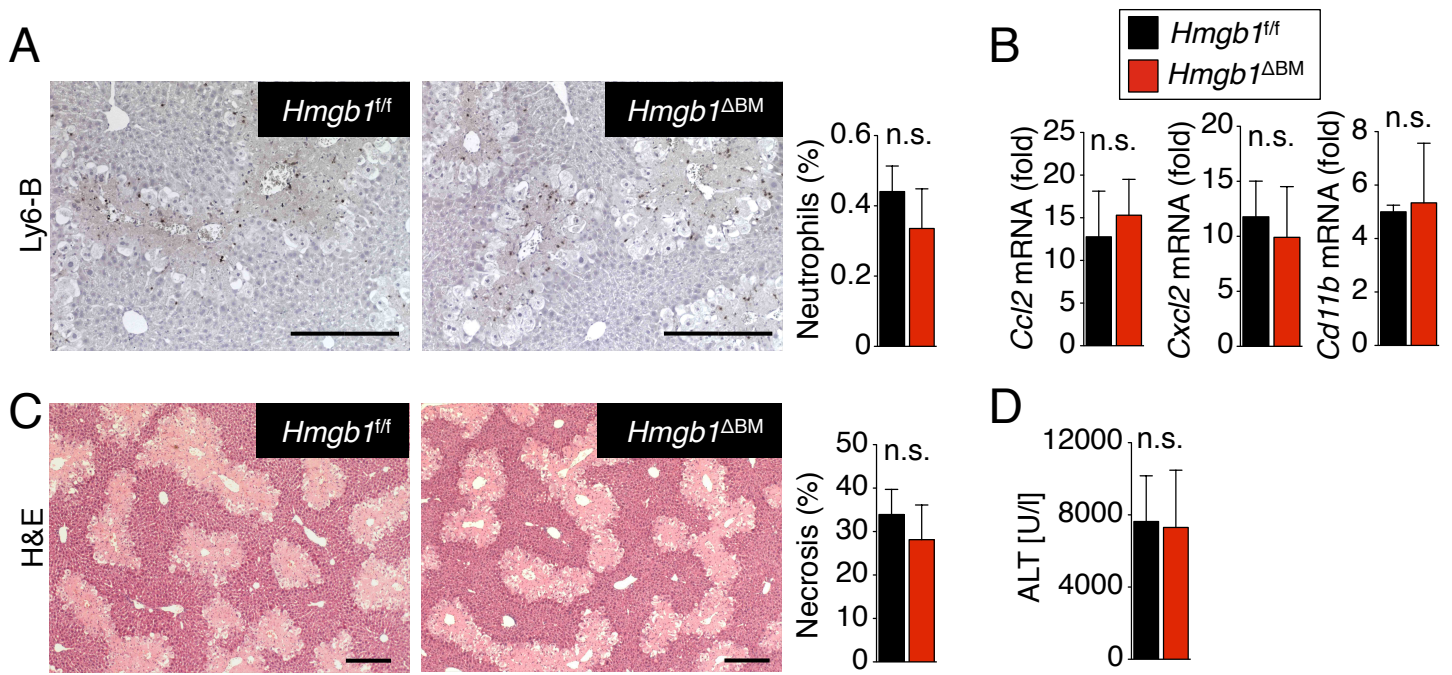 A
Ly6-B
Hmgb1f/f
Hmgb1ΔBM
Neutrophils (%)
0.6
0.4
0.2
0
n.s.
B
Hmgb1f/f
Hmgb1ΔBM
Ccl2 mRNA (fold)
25
20
15
10
5
0
n.s.
Cxcl2 mRNA (fold)
20
15
10
5
0
n.s.
Cd11b mRNA (fold)
8
6
4
2
0
n.s.
C
H&E
Hmgb1f/f
Hmgb1ΔBM
Necrosis (%)
50
40
30
20
10
0
n.s.
D
ALT [U/l]
12000
8000
4000
0
n.s.